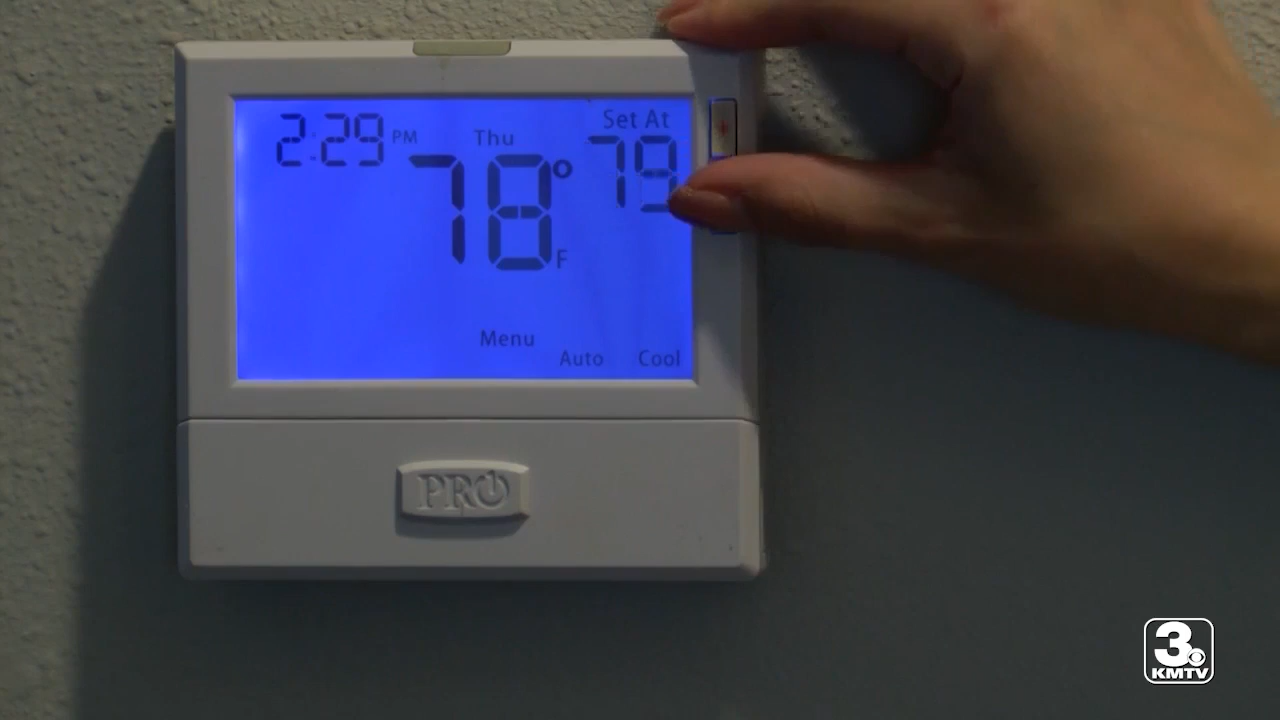 2:29 PM Thu Set At
78° F 79
Menu
Auto Cool
PRO
3
KMTV